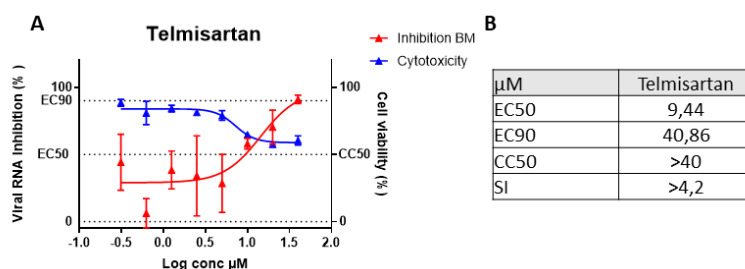 A
Telmisartan
Inhibition BM
Cytotoxicity
Viral RNA Inhibition (%)
100
EC90
EC50
0
100
CC50
0
Cell viability (%)
-1.0 -0.5 0.0 0.5 1.0 1.5 2.0
Log conc µM
B
µM Telmisartan
EC50 9,44
EC90 40,86
CC50 >40
SI >4,2